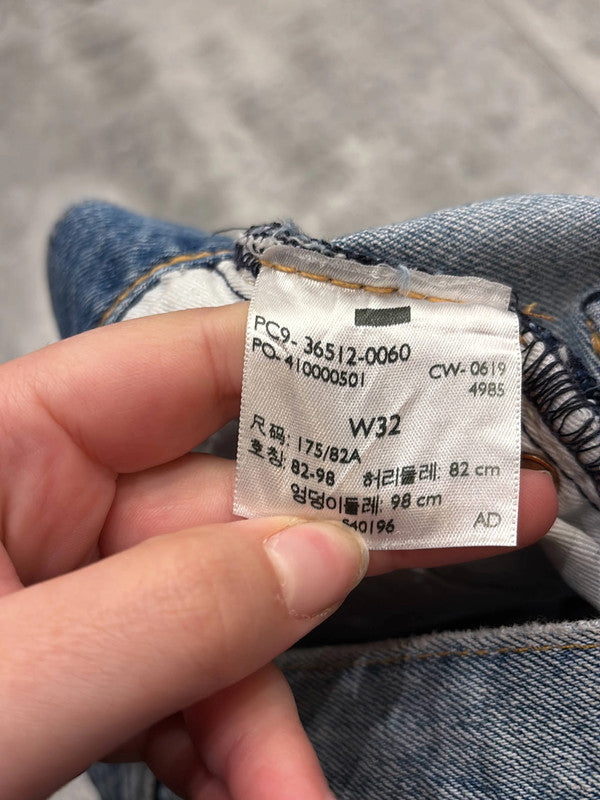 PC9- 36512-0060
PO- 410000501
CW- 0619
4985
W32
尺码: 175/82A
호칭: 82-98 허리둘레: 82 cm
엉덩이둘레: 98 cm
AD